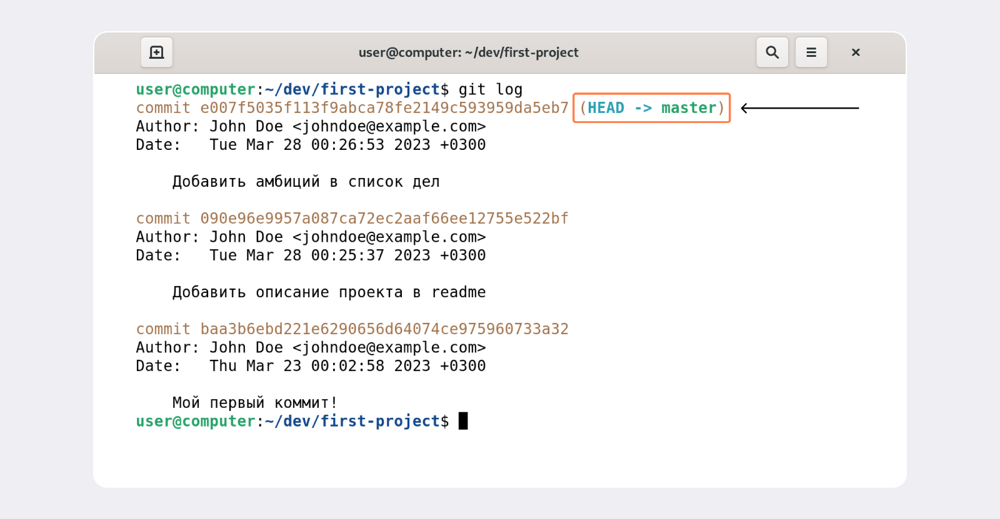 user@computer: ~/dev/first-project
user@computer:~/dev/first-project$ git log
commit e007f5035f113f9abca78fe2149c593959da5eb7 (HEAD -> master)
Author: John Doe <johndoe@example.com>
Date:   Tue Mar 28 00:26:53 2023 +0300
Добавить амбиций в список дел
commit 090e96e9957a087ca72ec2aaf66ee12755e522bf
Author: John Doe <johndoe@example.com>
Date:   Tue Mar 28 00:25:37 2023 +0300
Добавить описание проекта в readme
commit baa3b6ebd221e6290656d64074ce975960733a32
Author: John Doe <johndoe@example.com>
Date:   Thu Mar 23 00:02:58 2023 +0300
Мой первый коммит!
user@computer:~/dev/first-project$